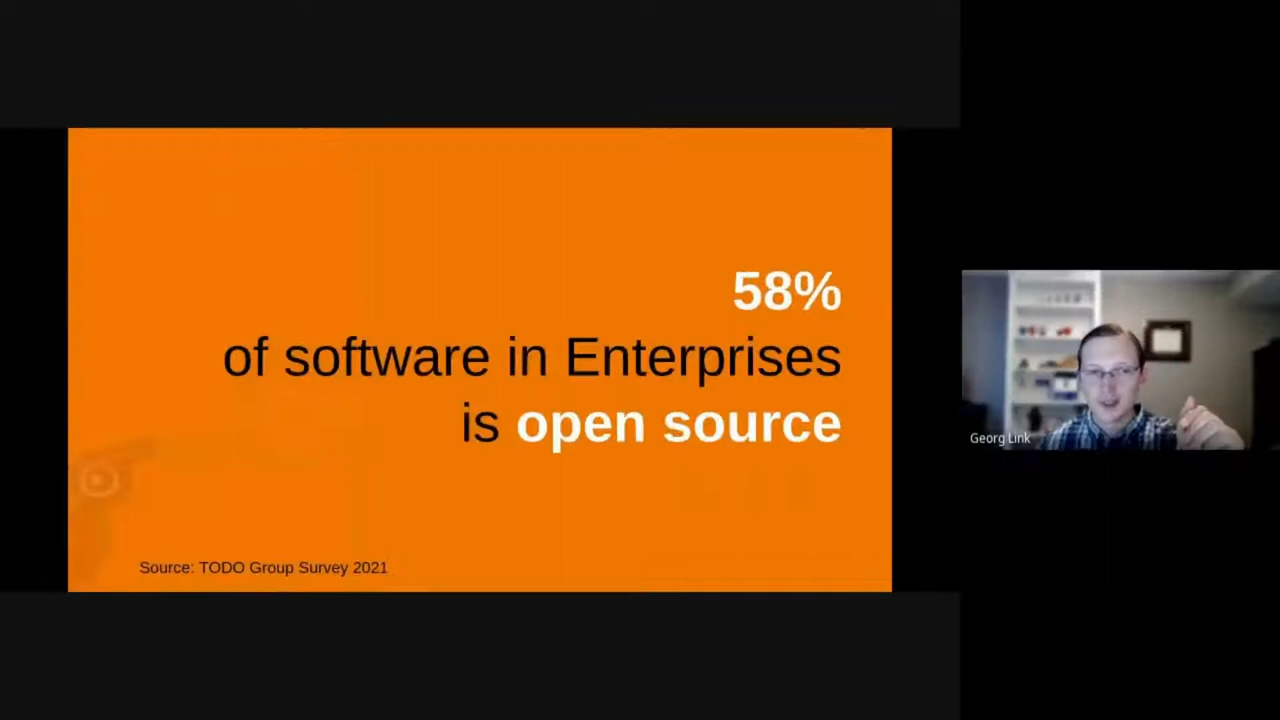 58%
of software in Enterprises
is open source
Source: TODO Group Survey 2021
Georg Link